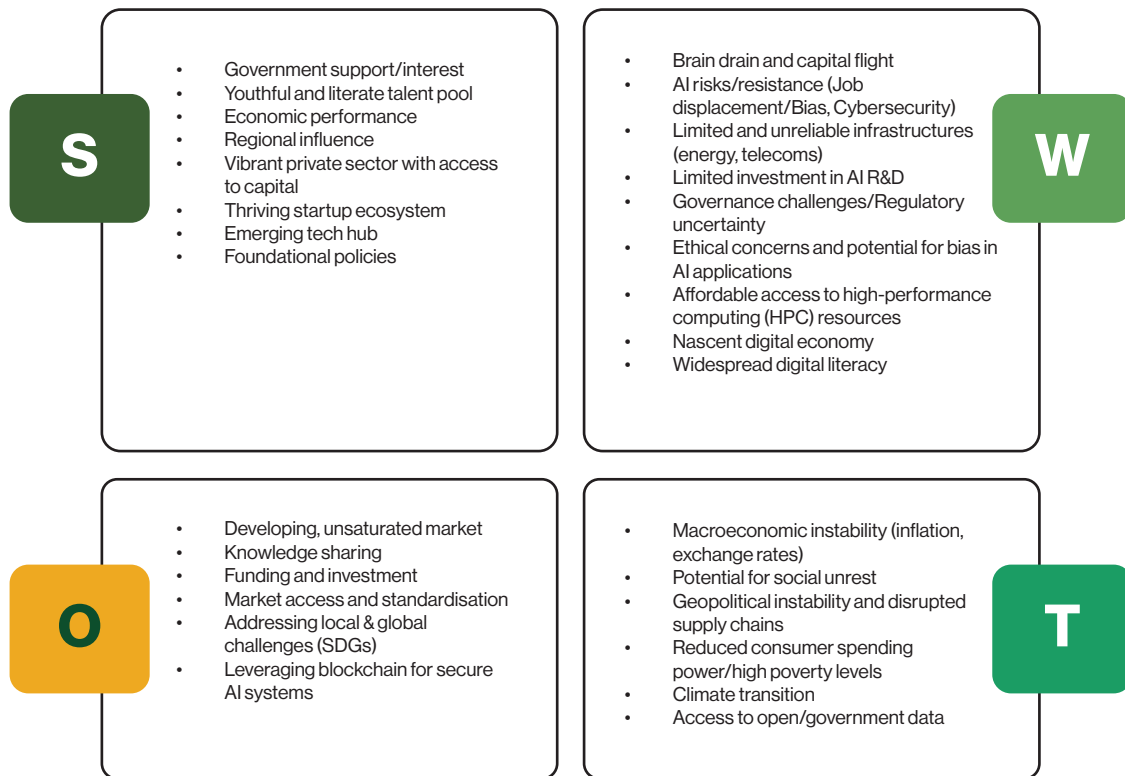 S
• Government support/interest
• Youthful and literate talent pool
• Economic performance
• Regional influence
• Vibrant private sector with access
to capital
• Thriving startup ecosystem
• Emerging tech hub
• Foundational policies
W
• Brain drain and capital flight
• AI risks/resistance (Job
displacement/Bias, Cybersecurity)
• Limited and unreliable infrastructures
(energy, telecoms)
• Limited investment in AI R&D
• Governance challenges/Regulatory
uncertainty
• Ethical concerns and potential for bias in
AI applications
• Affordable access to high-performance
computing (HPC) resources
• Nascent digital economy
• Widespread digital literacy
O
• Developing, unsaturated market
• Knowledge sharing
• Funding and investment
• Market access and standardisation
• Addressing local & global
challenges (SDGs)
• Leveraging blockchain for secure
AI systems
T
• Macroeconomic instability (inflation,
exchange rates)
• Potential for social unrest
• Geopolitical instability and disrupted
supply chains
• Reduced consumer spending
power/high poverty levels
• Climate transition
• Access to open/government data